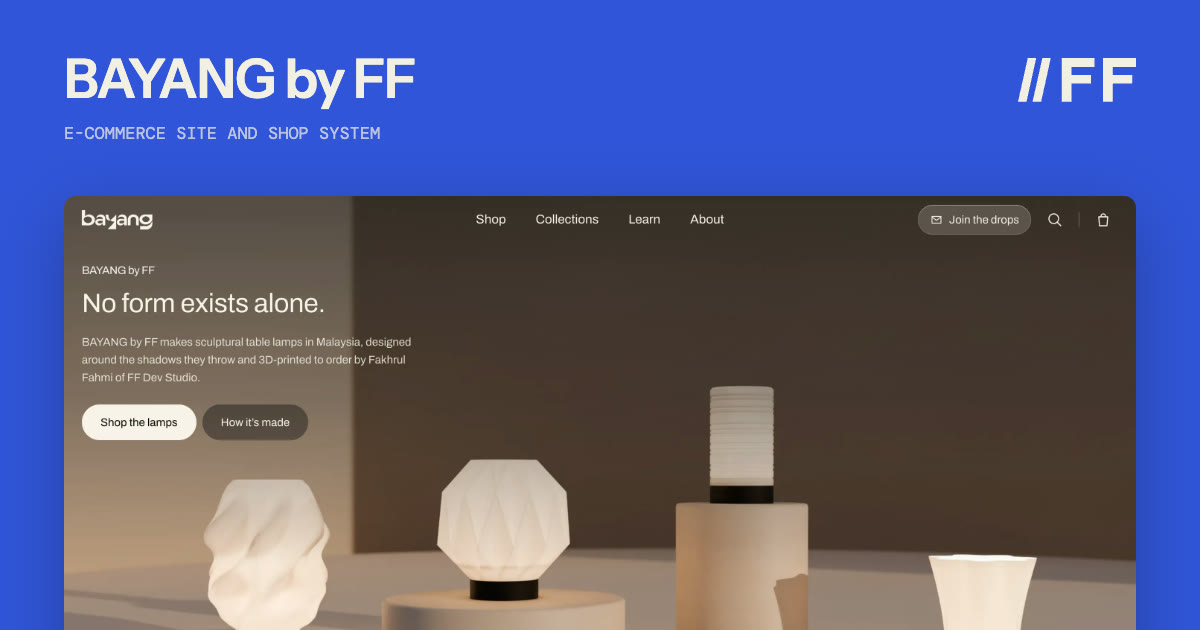 BAYANG by FF
//FF
E-COMMERCE SITE AND SHOP SYSTEM
bayang
Shop
Collections
Learn
About
Join the drops
BAYANG by FF
No form exists alone.
BAYANG by FF makes sculptural table lamps in Malaysia, designed
around the shadows they throw and 3D-printed to order by Fakhrul
Fahmi of FF Dev Studio.
Shop the lamps
How it's made